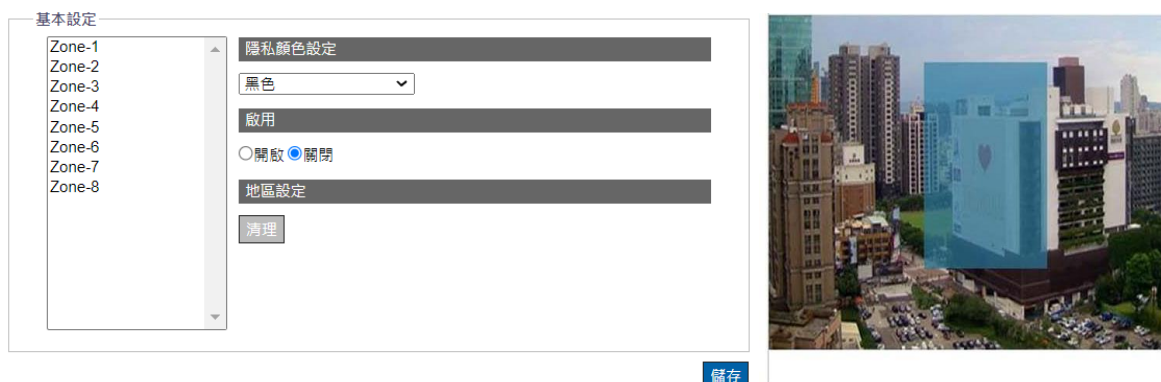 基本設定
Zone-1
Zone-2
Zone-3
Zone-4
Zone-5
Zone-6
Zone-7
Zone-8
隱私顏色設定
黑色
啟用
開啟 關閉
地區設定
清理
儲存